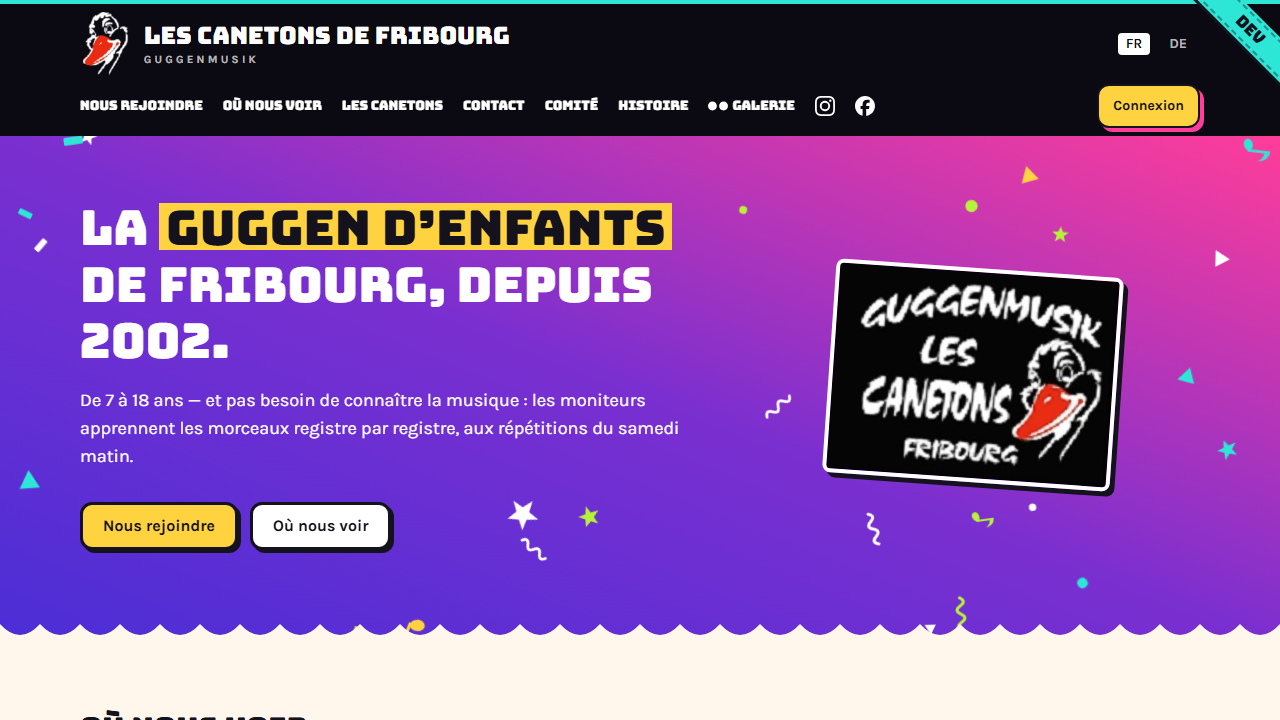 LES CANETONS DE FRIBOURG
GUGGENMUSIK
FR DE
DEV
NOUS REJOINDRE OÙ NOUS VOIR LES CANETONS CONTACT COMITÉ HISTOIRE GALERIE
Connexion
LA GUGGEN D’ENFANTS
DE FRIBOURG, DEPUIS
2002.
De 7 à 18 ans — et pas besoin de connaître la musique : les moniteurs
apprennent les morceaux registre par registre, aux répétitions du samedi
matin.
Nous rejoindre Où nous voir
GUGGENMUSIK
LES
CANETONS
FRIBOURG
OÙ NOUS VOIR